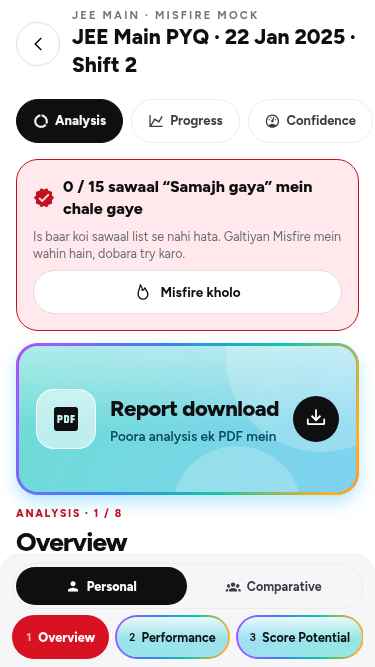 JEE MAIN · MISFIRE MOCK
JEE Main PYQ · 22 Jan 2025 ·
Shift 2
Analysis
Progress
Confidence
0 / 15 sawaal “Samajh gaya” mein
chale gaye
Is baar koi sawaal list se nahi hata. Galtiyan Misfire mein
wahin hain, dobara try karo.
Misfire kholo
PDF
Report download
Poora analysis ek PDF mein
ANALYSIS · 1 / 8
Overview
Personal
Comparative
1 Overview
2 Performance
3 Score Potential